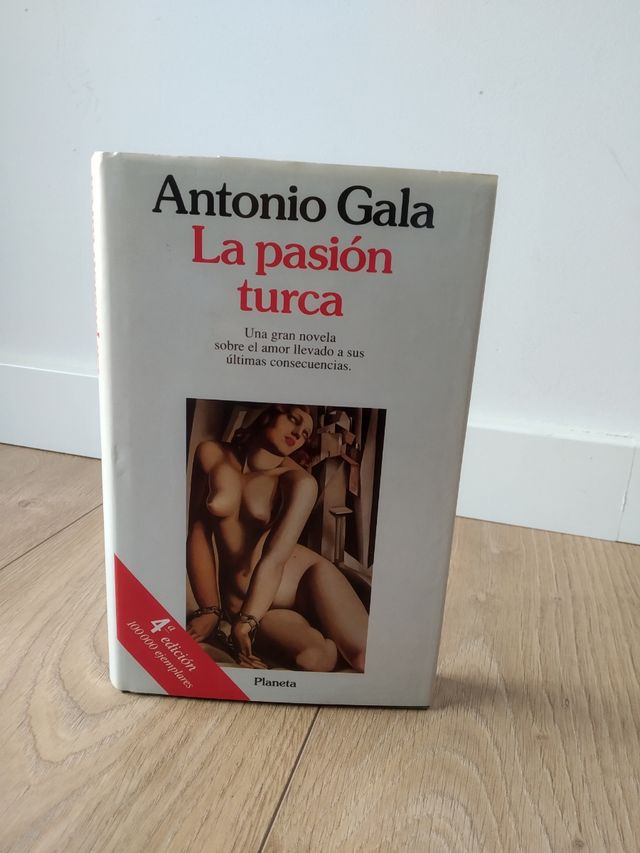 Antonio Gala
La pasión
turca
Una gran novela
sobre el amor llevado a sus
últimas consecuencias.
4ª edición
100 000 ejemplares
Planeta